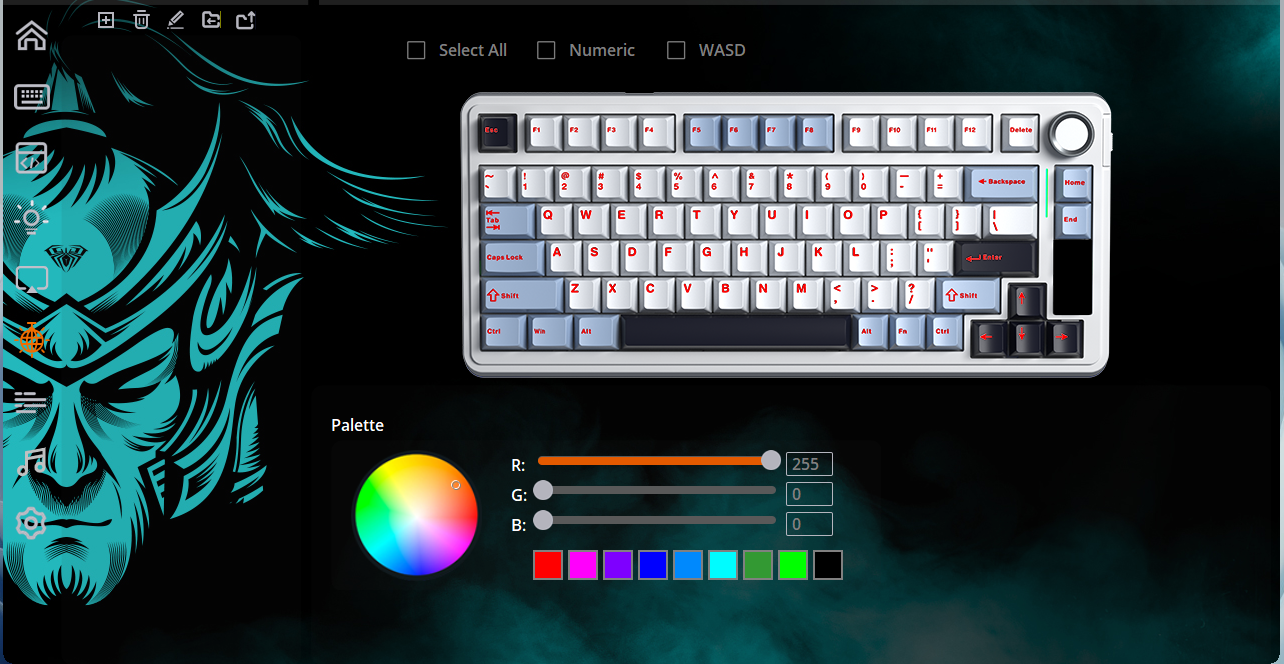 Select All Numeric WASD
Esc F1 F2 F3 F4 F5 F6 F7 F8 F9 F10 F11 F12 Delete
~ ! @ # $ % ^ & * ( ) — +
` 1 2 3 4 5 6 7 8 9 0 - = Backspace Home
Tab Q W E R T Y U I O P { } | End
[ ] \
Caps Lock A S D F G H J K L : " Enter
; '
Shift Z X C V B N M < > ? Shift
, . /
Ctrl Win Alt Alt Fn Ctrl
Palette
R: 255
G: 0
B: 0